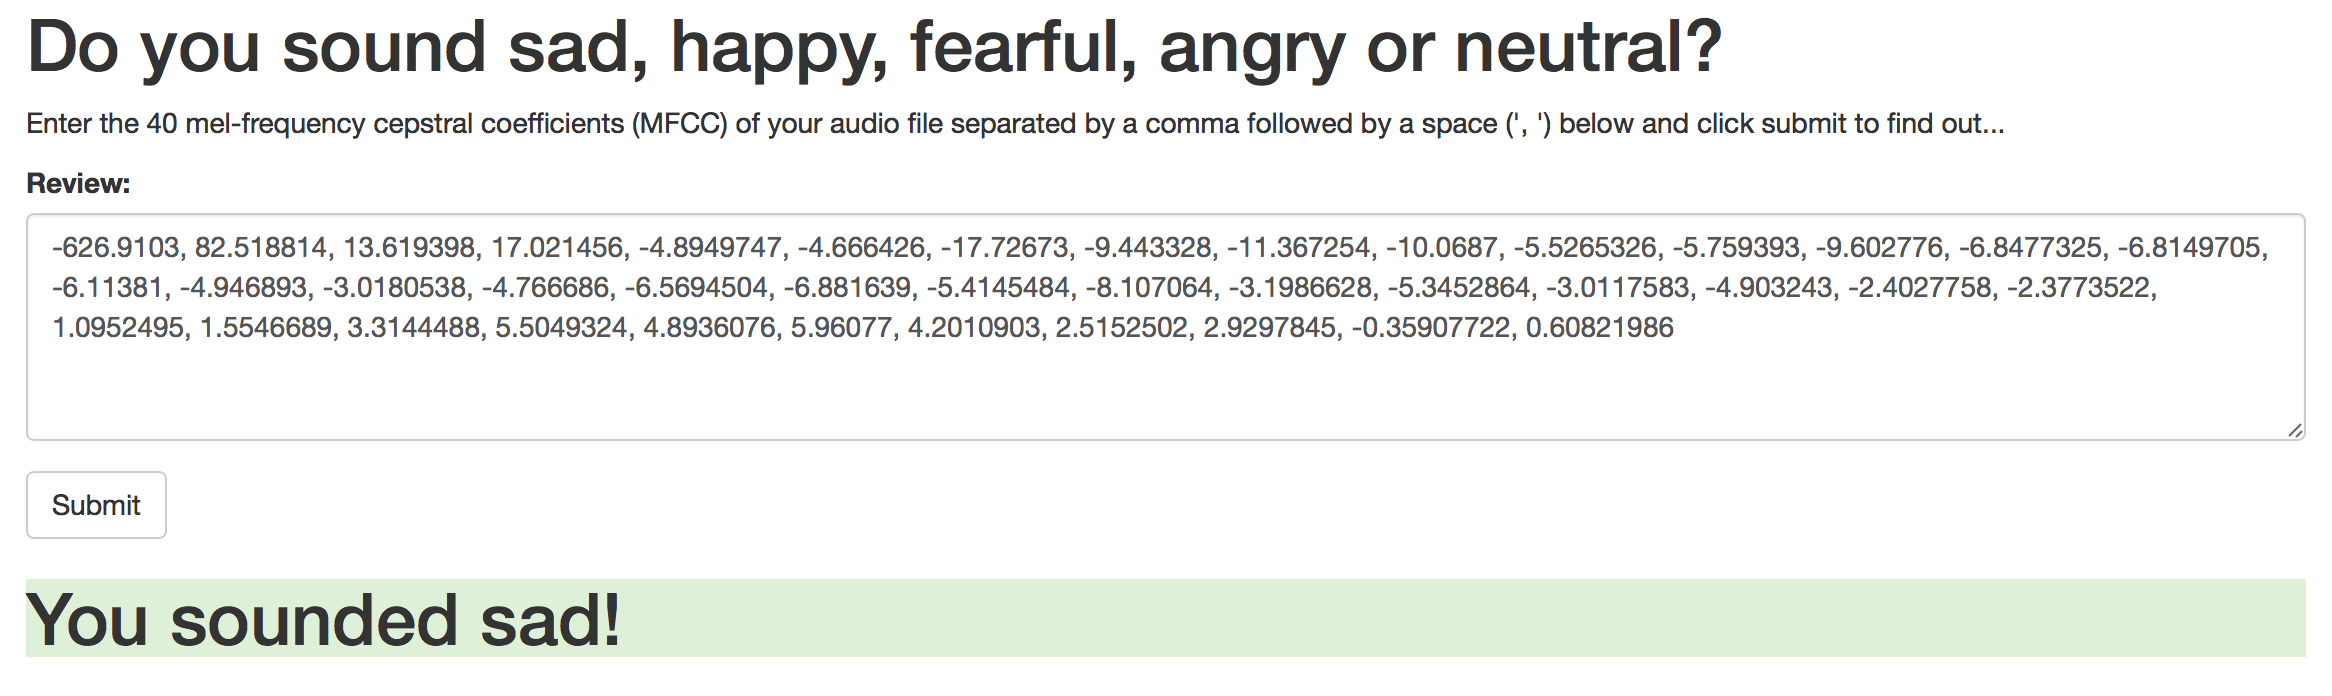 Do you sound sad, happy, fearful, angry or neutral?
Enter the 40 mel-frequency cepstral coefficients (MFCC) of your audio file separated by a comma followed by a space (', ') below and click submit to find out...
Review:
-626.9103, 82.518814, 13.619398, 17.021456, -4.8949747, -4.666426, -17.72673, -9.443328, -11.367254, -10.0687, -5.5265326, -5.759393, -9.602776, -6.8477325, -6.8149705,
-6.11381, -4.946893, -3.0180538, -4.766686, -6.5694504, -6.881639, -5.4145484, -8.107064, -3.1986628, -5.3452864, -3.0117583, -4.903243, -2.4027758, -2.3773522,
1.0952495, 1.5546689, 3.3144488, 5.5049324, 4.8936076, 5.96077, 4.2010903, 2.5152502, 2.9297845, -0.35907722, 0.60821986
Submit
You sounded sad!